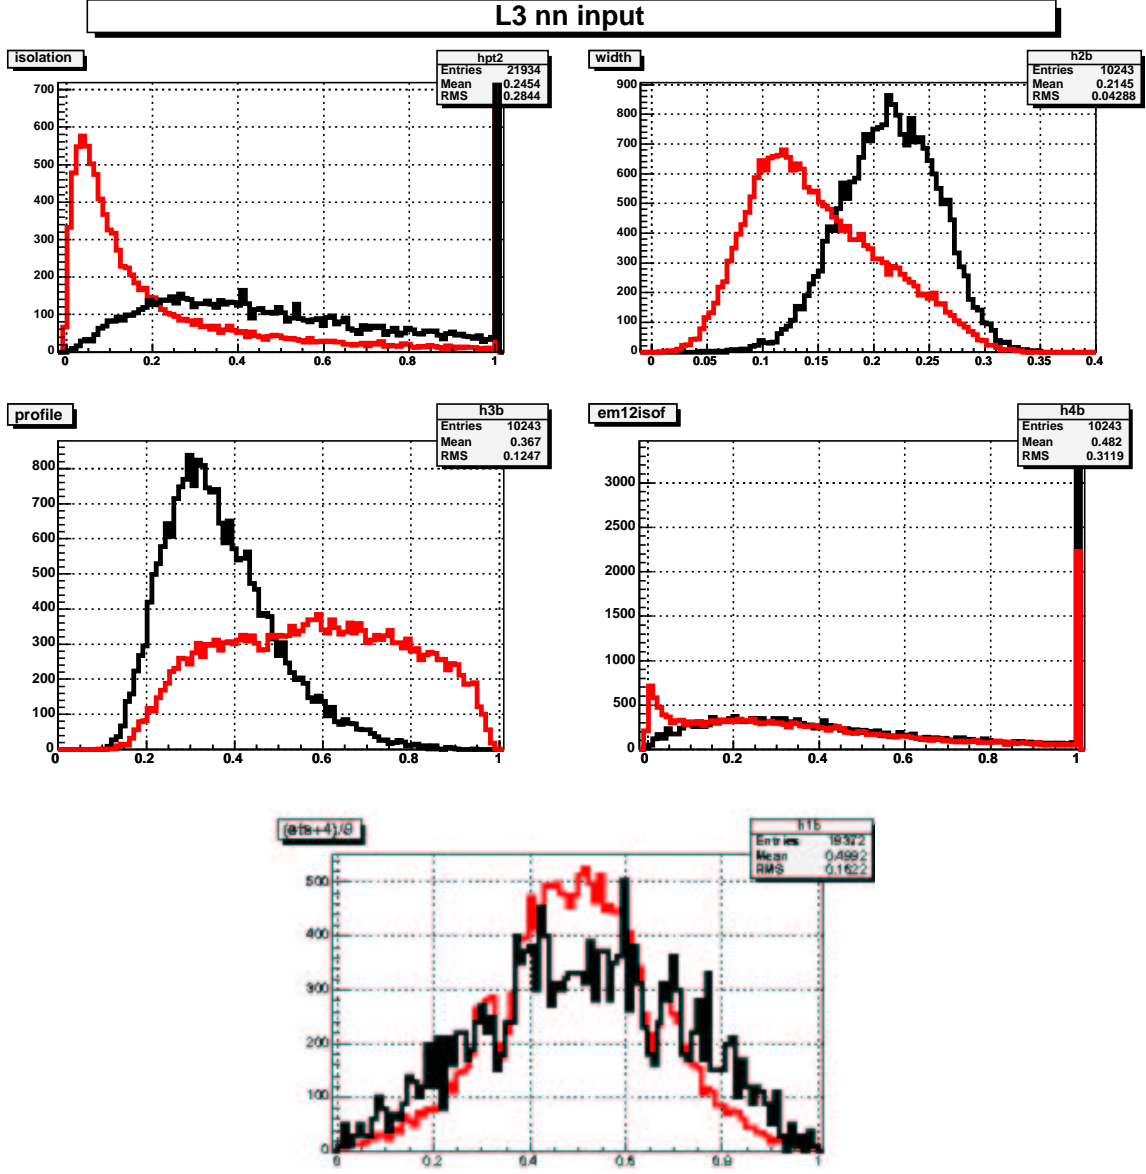 L3 nn input
isolation
hpt2
Entries 21934
Mean 0.2454
RMS 0.2844
700
600
500
400
300
200
100
0
0.2 0.4 0.6 0.8 1
width
h2b
Entries 10243
Mean 0.2145
RMS 0.04288
900
800
700
600
500
400
300
200
100
0
0 0.05 0.1 0.15 0.2 0.25 0.3 0.35 0.4
profile
h3b
Entries 10243
Mean 0.367
RMS 0.1247
800
700
600
500
400
300
200
100
0
0 0.2 0.4 0.6 0.8 1
em12isof
h4b
Entries 10243
Mean 0.482
RMS 0.3119
3000
2500
2000
1500
1000
500
0
0 0.2 0.4 0.6 0.8 1
h1b
Entries 19372
Mean 0.4992
RMS 0.1622
500
400
300
200
100
0
0 0.2 0.4 0.6 0.8 1